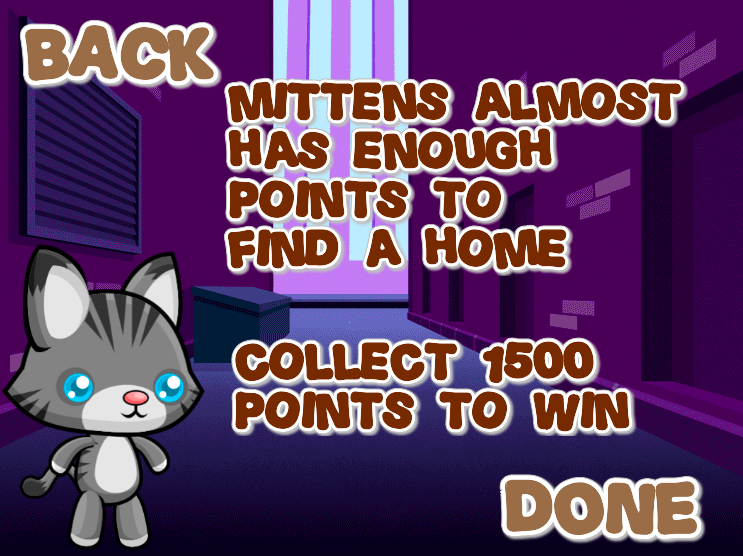 BACK
MITTENS ALMOST
HAS ENOUGH
POINTS TO
FIND A HOME
COLLECT 1500
POINTS TO WIN
DONE